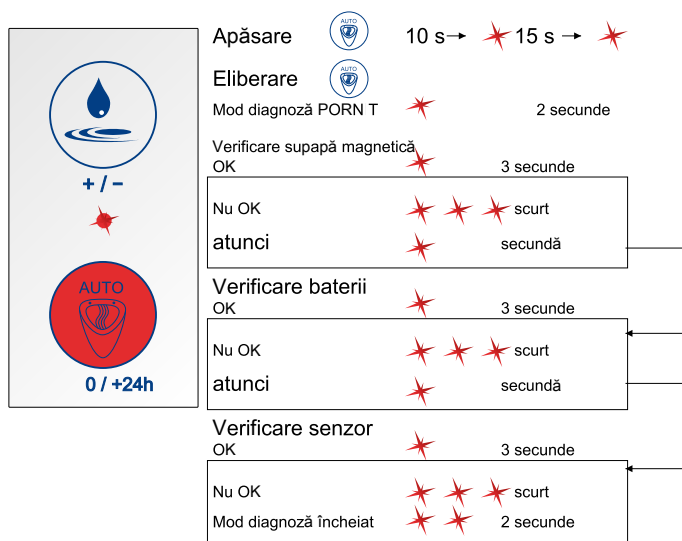 + / −
AUTO
0 / +24h
Apăsare AUTO 10 s 15 s
Eliberare AUTO
Mod diagnoză PORN T 2 secunde
Verificare supapă magnetică
OK 3 secunde
Nu OK scurt
atunci secundă
Verificare baterii
OK 3 secunde
Nu OK scurt
atunci secundă
Verificare senzor
OK 3 secunde
Nu OK scurt
Mod diagnoză încheiat 2 secunde